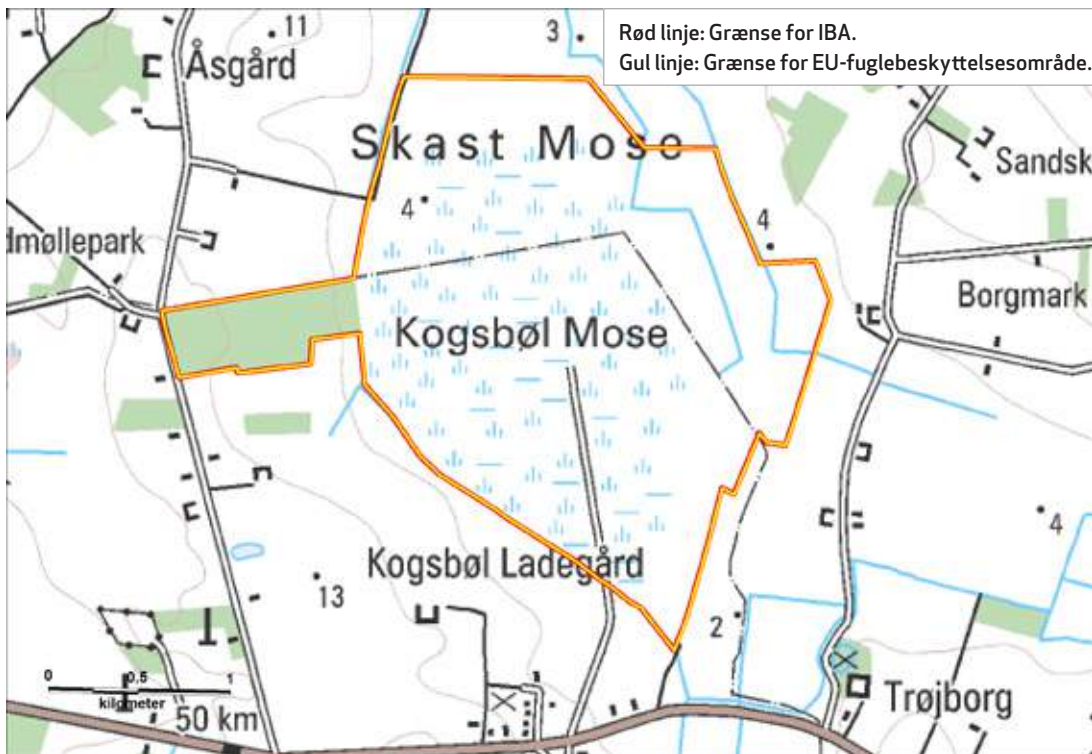 Rød linje: Grænse for IBA.
Gul linje: Grænse for EU-fuglebeskyttelsesområde.
11
3
Åsgård
Skast Mose
Sandsk
4
4
dmøllepark
Borgmark
Kogsbøl Mose
4
Kogsbøl Ladegård
13
2
0 0,5 1
kilometer
50 km
Trøjborg